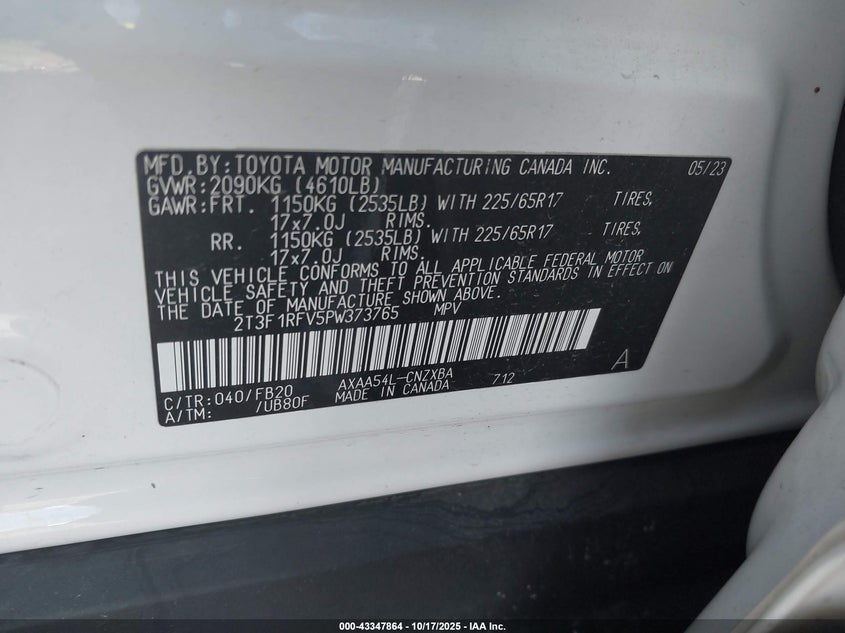 MFD.BY:TOYOTA MOTOR MANUFACTURING CANADA INC. 05/23
GVWR:2090KG (4610LB)
GAWR:FRT. 1150KG (2535LB) WITH 225/65R17 TIRES,
17x7.0J RIMS.
RR. 1150KG (2535LB) WITH 225/65R17 TIRES,
17x7.0J RIMS.
THIS VEHICLE CONFORMS TO ALL APPLICABLE FEDERAL MOTOR
VEHICLE SAFETY AND THEFT PREVENTION STANDARDS IN EFFECT ON
THE DATE OF MANUFACTURE SHOWN ABOVE.
2T3F1RFV5PW373765 MPV
C/TR:040/FB20 AXAA54L-CNZXBA 712 A
A/TM: /UB80F MADE IN CANADA
000-43347864 | 10/17/2025 - IAA Inc.